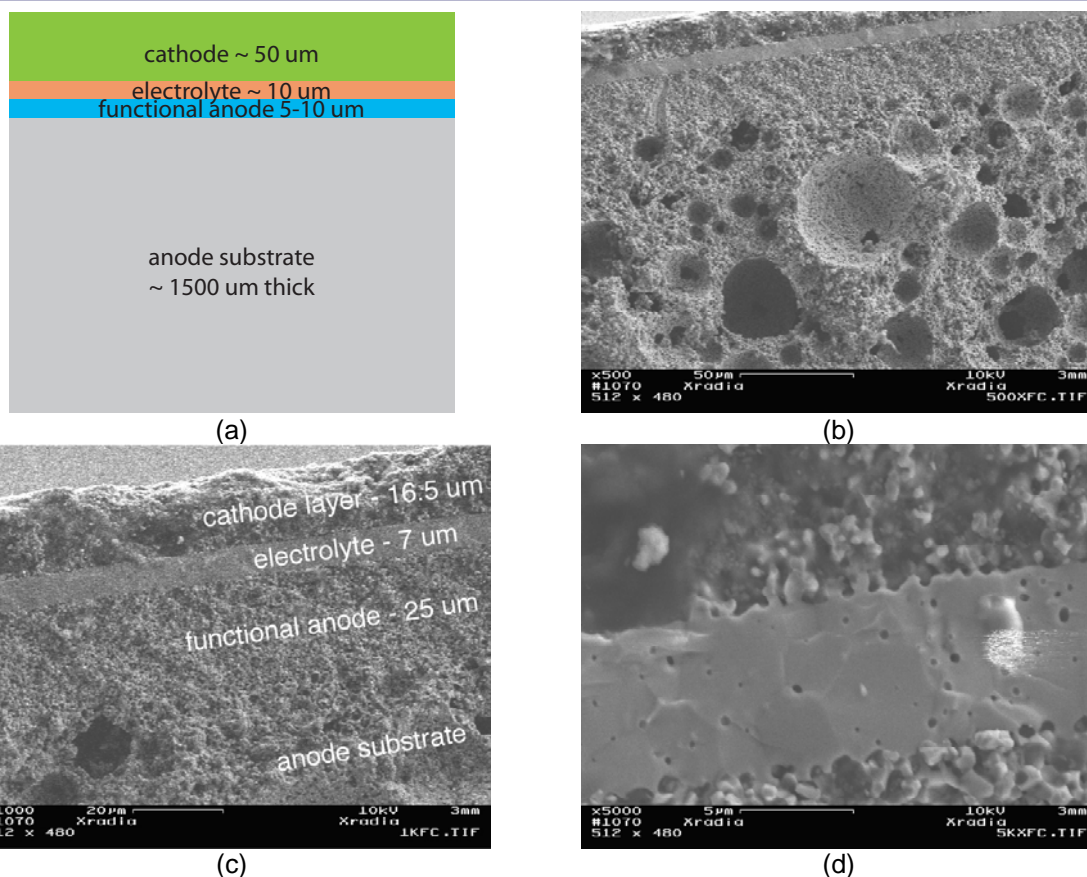 cathode ~ 50 um
electrolyte ~ 10 um
functional anode 5-10 um
anode substrate
~ 1500 um thick
(a)
x500 50µm 10kV 3mm
#1070 Xradia Xradia
512 x 480 500XFC.TIF
(b)
cathode layer - 16.5 um
electrolyte - 7 um
functional anode - 25 um
anode substrate
1000 20µm 10kV 3mm
#1070 Xradia Xradia
12 x 480 1KFC.TIF
(c)
x5000 5µm 10kV 3mm
#1070 Xradia Xradia
512 x 480 5KXFC.TIF
(d)